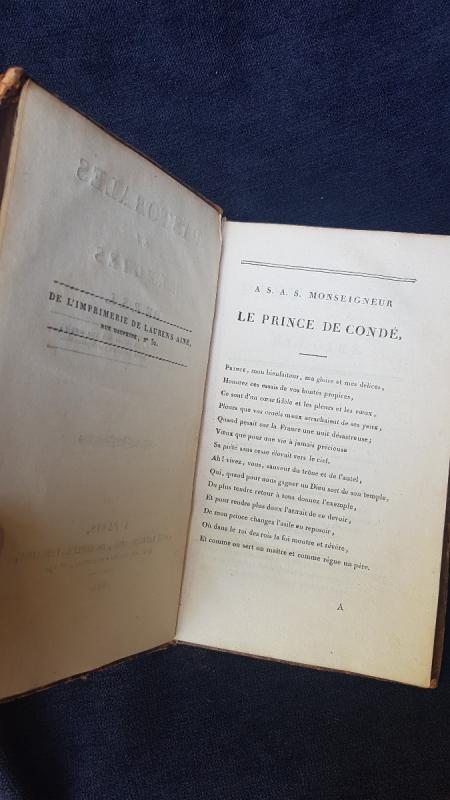 DE L'IMPRIMERIE DE LAURENS AINÉ,
RUE DAUPHINE, N° 32.
A S. A. S. MONSEIGNEUR
LE PRINCE DE CONDÉ,
PRINCE, mon bienfaiteur, ma gloire et mes délices,
Honorez ces essais de vos bontés propices,
Ce sont d'un cœur fidèle et les pleurs et les vœux,
Pleurs que vos cruels maux arrachaient de ses yeux,
Quand pesait sur la France une nuit désastreuse;
Vœux que pour une vie à jamais précieuse
Sa piété sans cesse élevait vers le ciel.
Ah! vivez, vous, sauveur du trône et de l'autel,
Qui, quand pour nous gagner un Dieu sort de son temple,
De plus tendre retour à tous donnez l'exemple,
Et pour rendre plus doux l'attrait de ce devoir,
De mon prince changez l'asile en reposoir,
Où dans le roi des rois la foi montre et révère,
Et comme on sert un maître et comme règne un père.
A